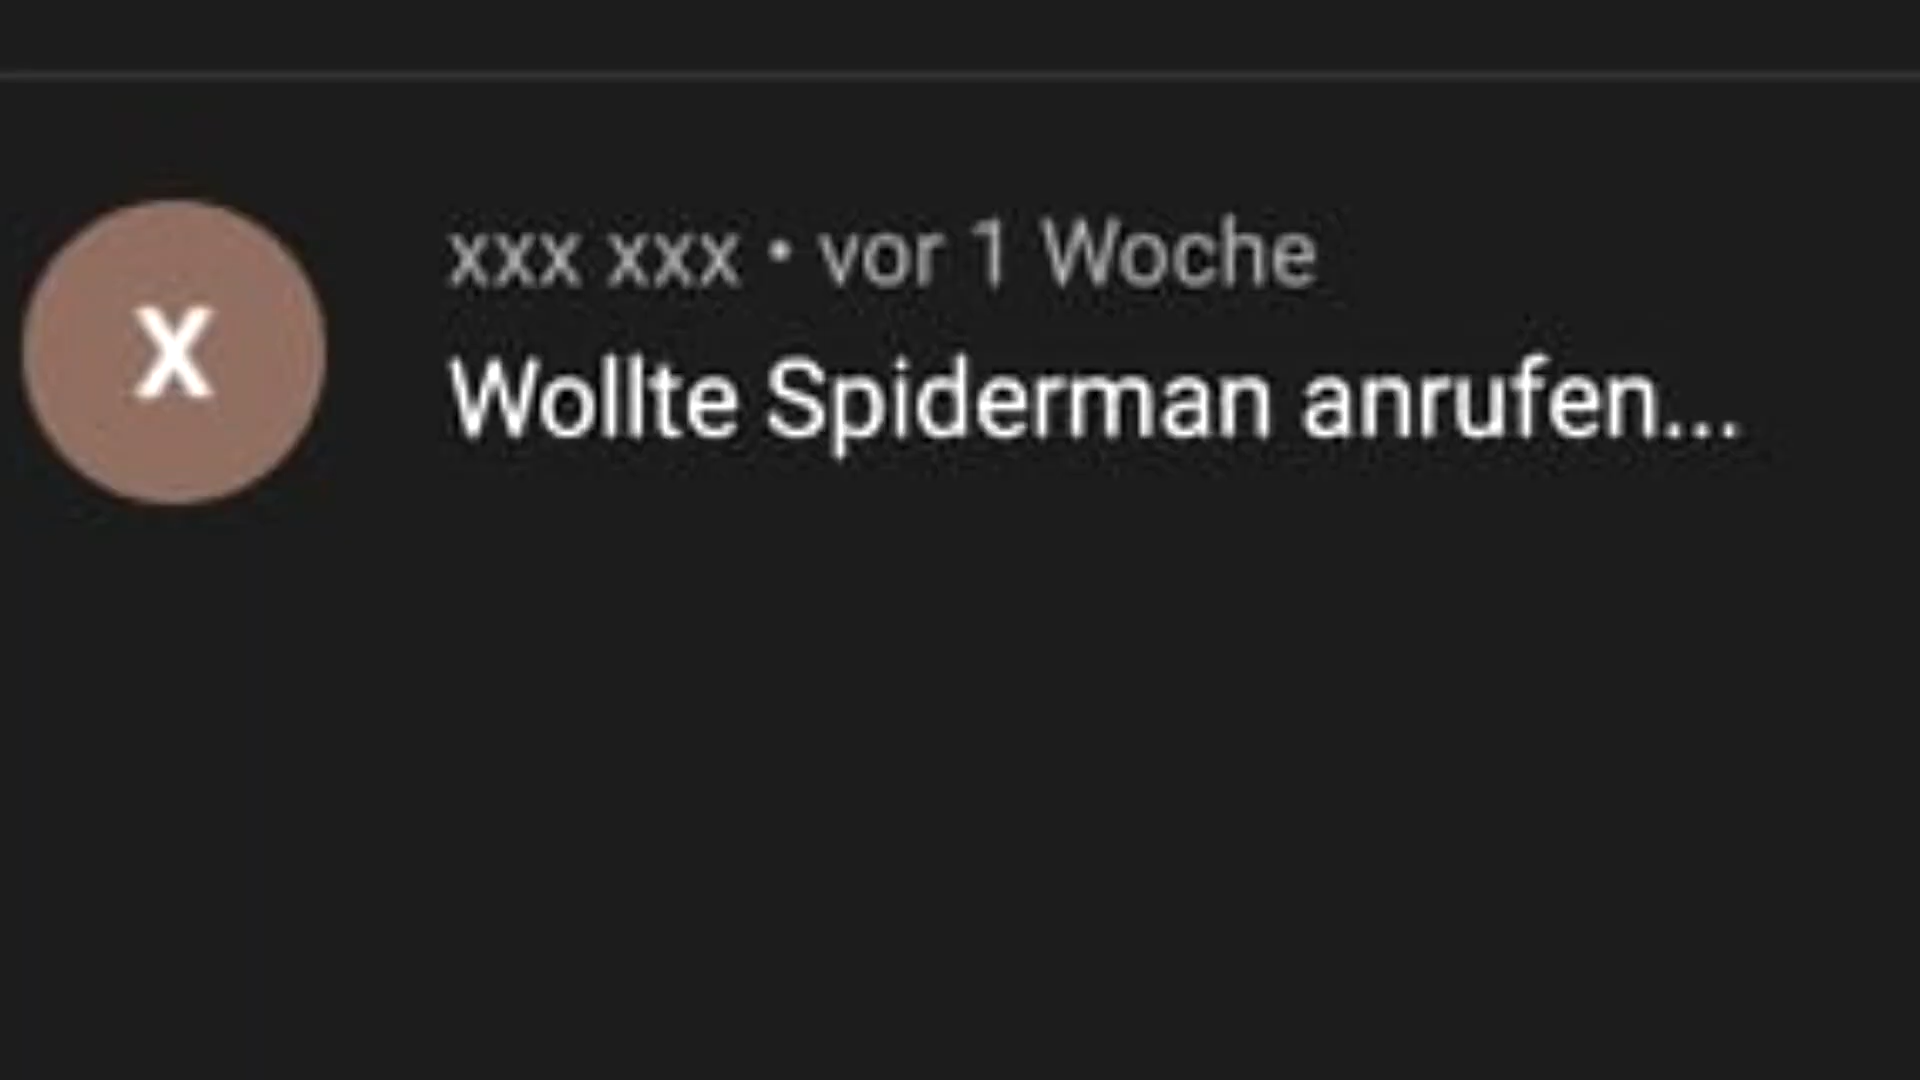 X
xxx xxx • vor 1 Woche
Wollte Spiderman anrufen...